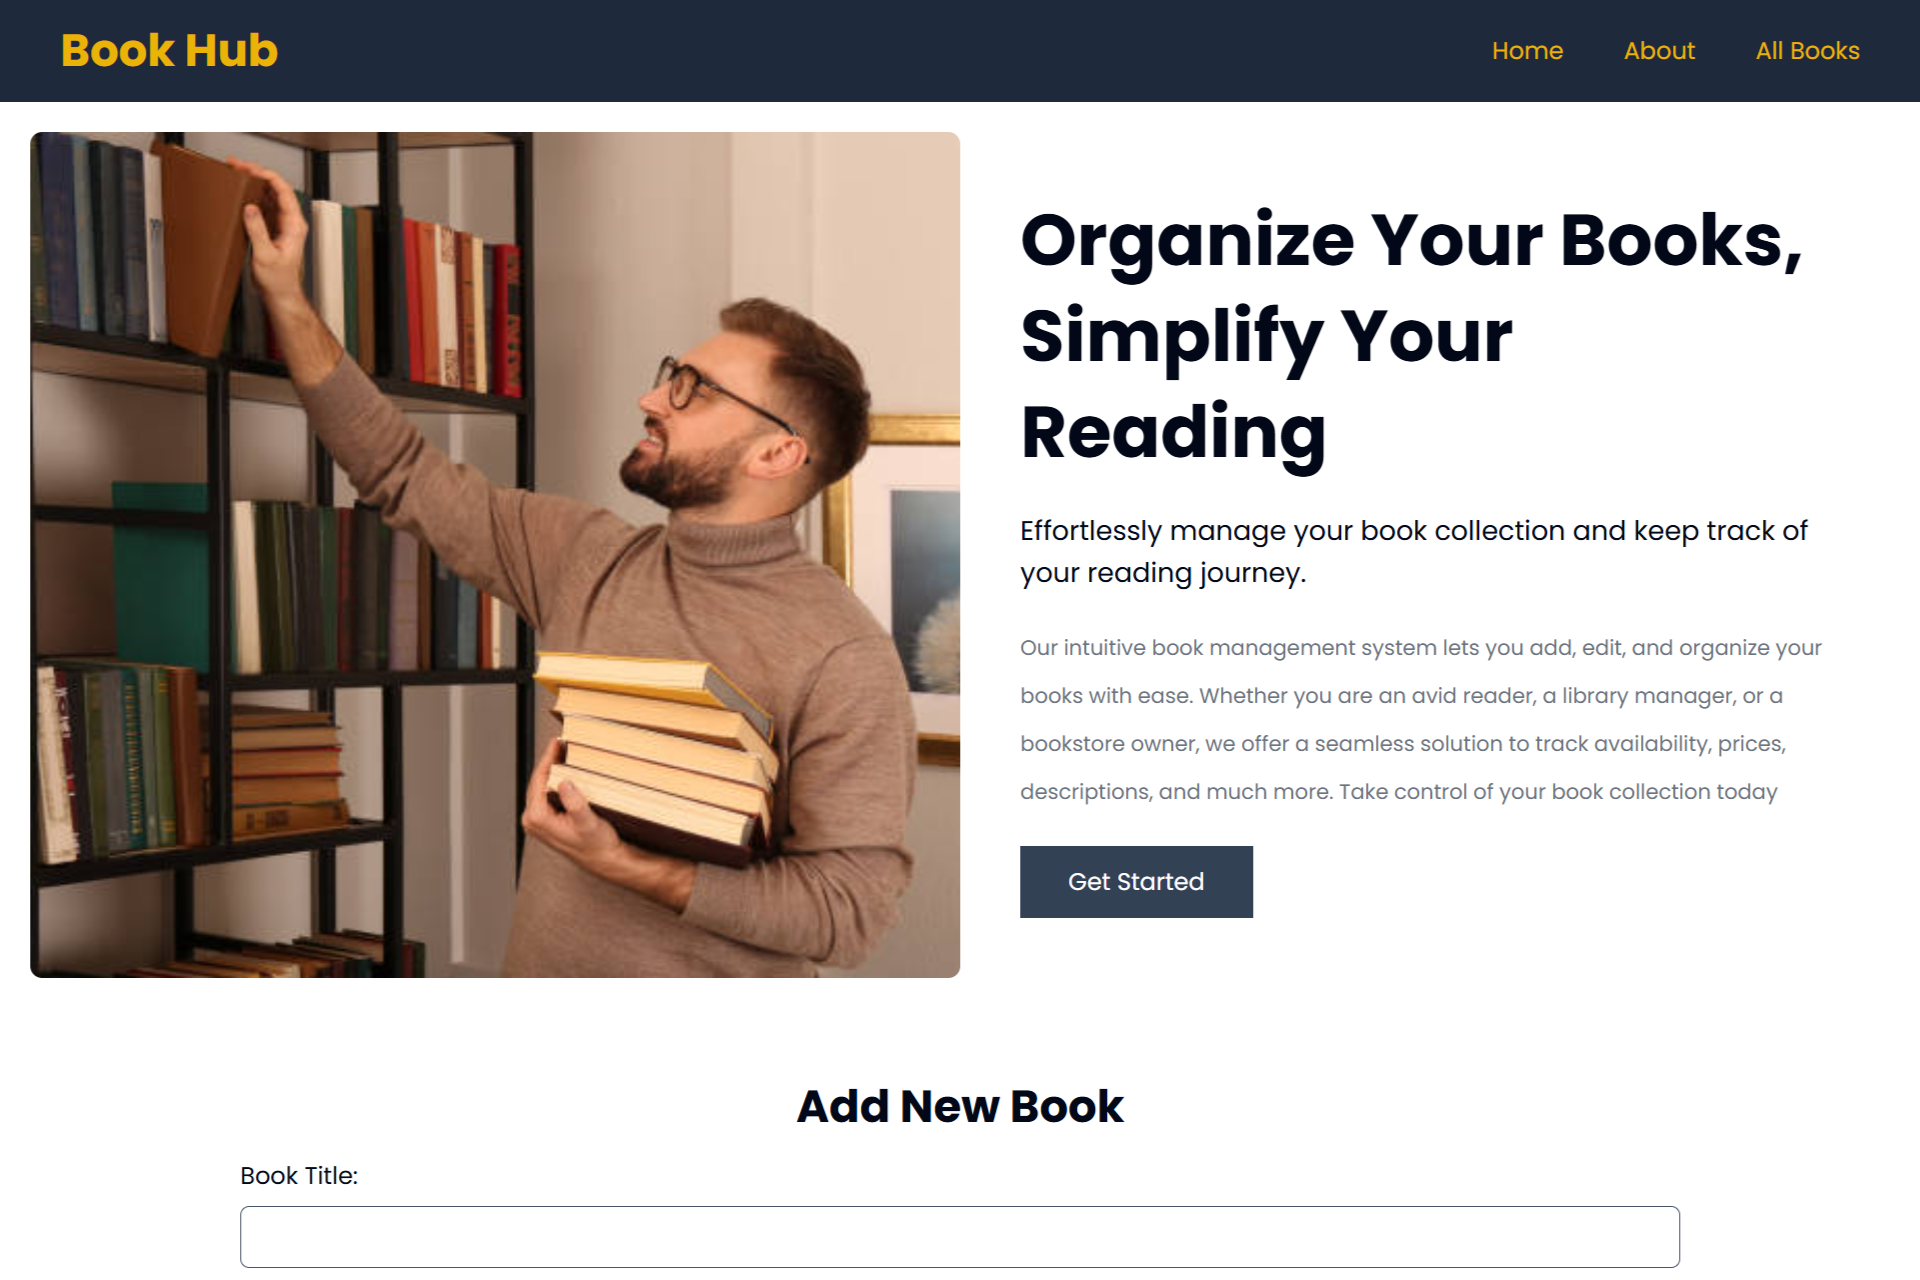 Book Hub
Home
About
All Books
Organize Your Books,
Simplify Your
Reading
Effortlessly manage your book collection and keep track of
your reading journey.
Our intuitive book management system lets you add, edit, and organize your
books with ease. Whether you are an avid reader, a library manager, or a
bookstore owner, we offer a seamless solution to track availability, prices,
descriptions, and much more. Take control of your book collection today
Get Started
Add New Book
Book Title: